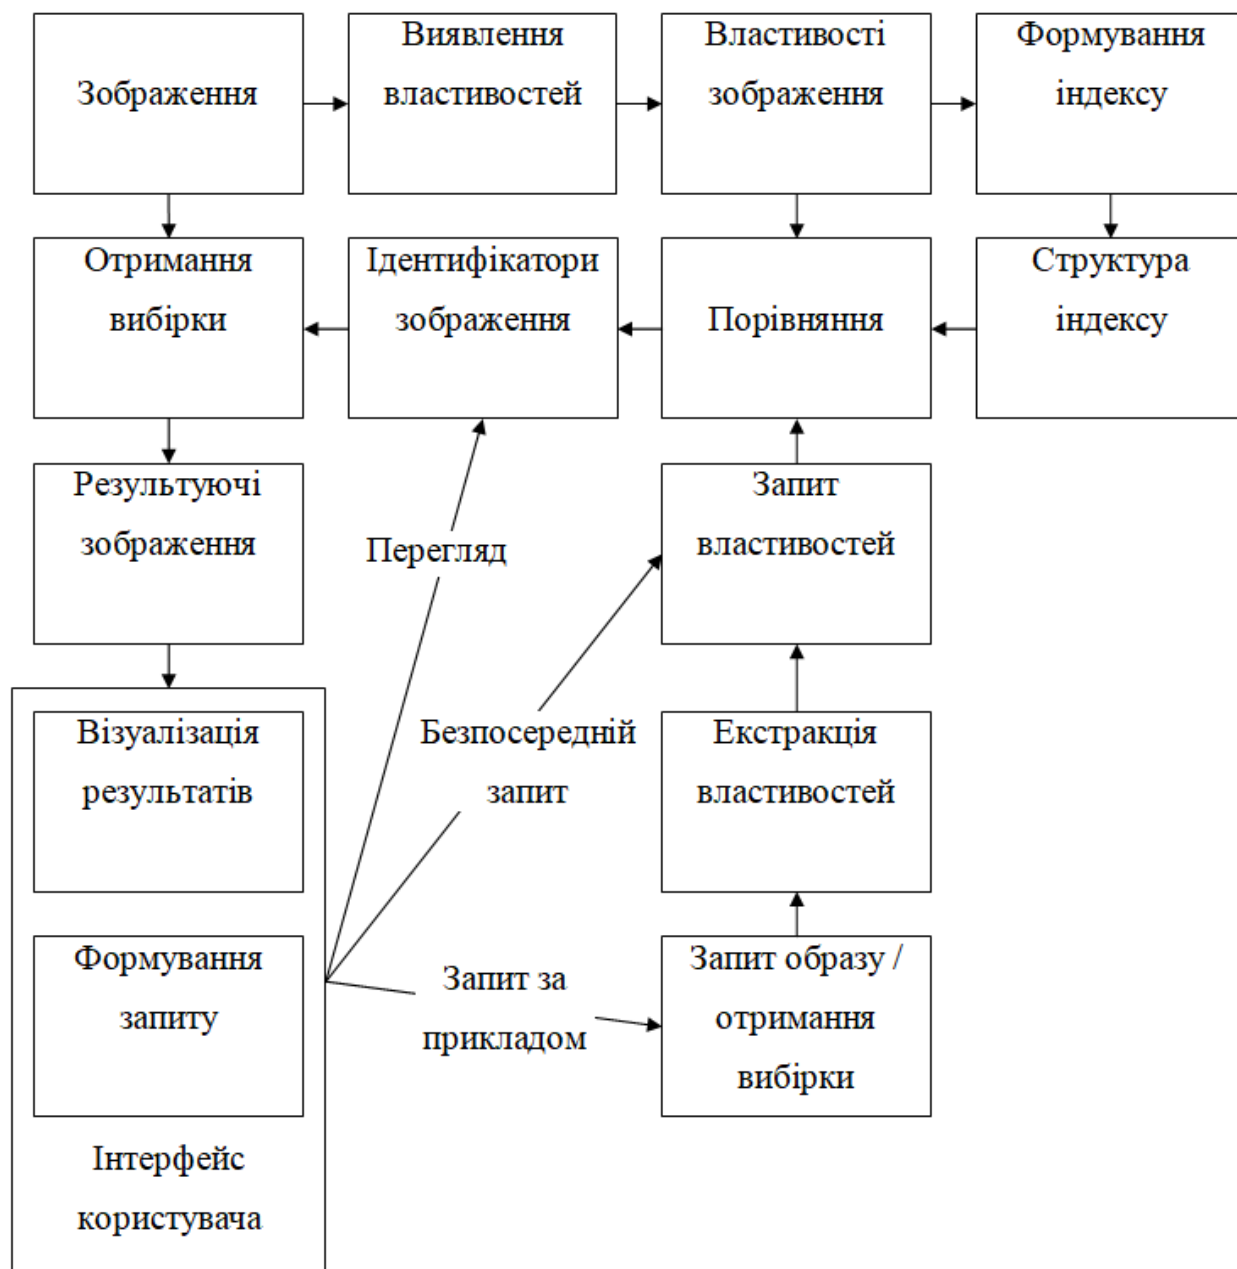 Зображення
Виявлення
властивостей
Властивості
зображення
Формування
індексу
Отримання
вибірки
Ідентифікатори
зображення
Порівняння
Структура
індексу
Результуючі
зображення
Перегляд
Запит
властивостей
Візуалізація
результатів
Безпосередній
запит
Екстракція
властивостей
Формування
запиту
Запит за
прикладом
Запит образу /
отримання
вибірки
Інтерфейс
користувача